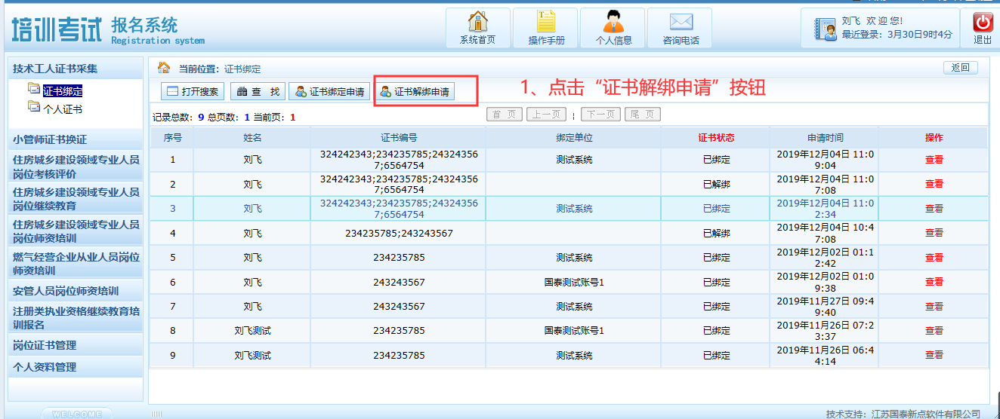 培训考试 报名系统
Registration system
系统首页
操作手册
个人信息
咨询电话
刘飞 欢 迎 您!
最近登录：3月30日9时4分
退出
技术工人证书采集
证书绑定
个人证书
小管师证书换证
住房城乡建设领域专业人员
岗位考核评价
住房城乡建设领域专业人员
岗位继续教育
住房城乡建设领域专业人员
岗位师资培训
燃气经营企业从业人员岗位
师资培训
安管人员岗位师资培训
注册类执业资格继续教育培
训报名
岗位证书管理
个人资料管理
WELCOME
当前位置：证书绑定
返回
打开搜索 查 找 证书绑定申请 证书解绑申请
1、点击“证书解绑申请”按钮
记录总数：9 总页数：1 当前页：1
首 页 上一页 ¦ 下一页 尾 页
序号 姓名 证书编号 绑定单位 证书状态 申请时间 操作
1 刘飞 324242343;234235785;24324356 测试系统 已绑定 2019年12月04日 11:0 查看
7;6564754 9:04
2 刘飞 324242343;234235785;24324356 已解绑 2019年12月04日 11:0 查看
7;6564754 7:08
3 刘飞 324242343;234235785;24324356 测试系统 已绑定 2019年12月04日 11:0 查看
7;6564754 2:34
4 刘飞 234235785;243243567 已解绑 2019年12月04日 10:4 查看
7:08
5 刘飞 234235785 测试系统 已绑定 2019年12月02日 01:1 查看
2:42
6 刘飞 243243567 国泰测试账号1 已绑定 2019年12月02日 01:0 查看
9:38
7 刘飞 243243567 测试系统 已绑定 2019年11月27日 09:4 查看
9:40
8 刘飞测试 234235785 国泰测试账号1 已绑定 2019年11月26日 07:2 查看
3:37
9 刘飞测试 234235785 测试系统 已绑定 2019年11月26日 06:4 查看
4:14
技术支持：江苏国泰新点软件有限公司